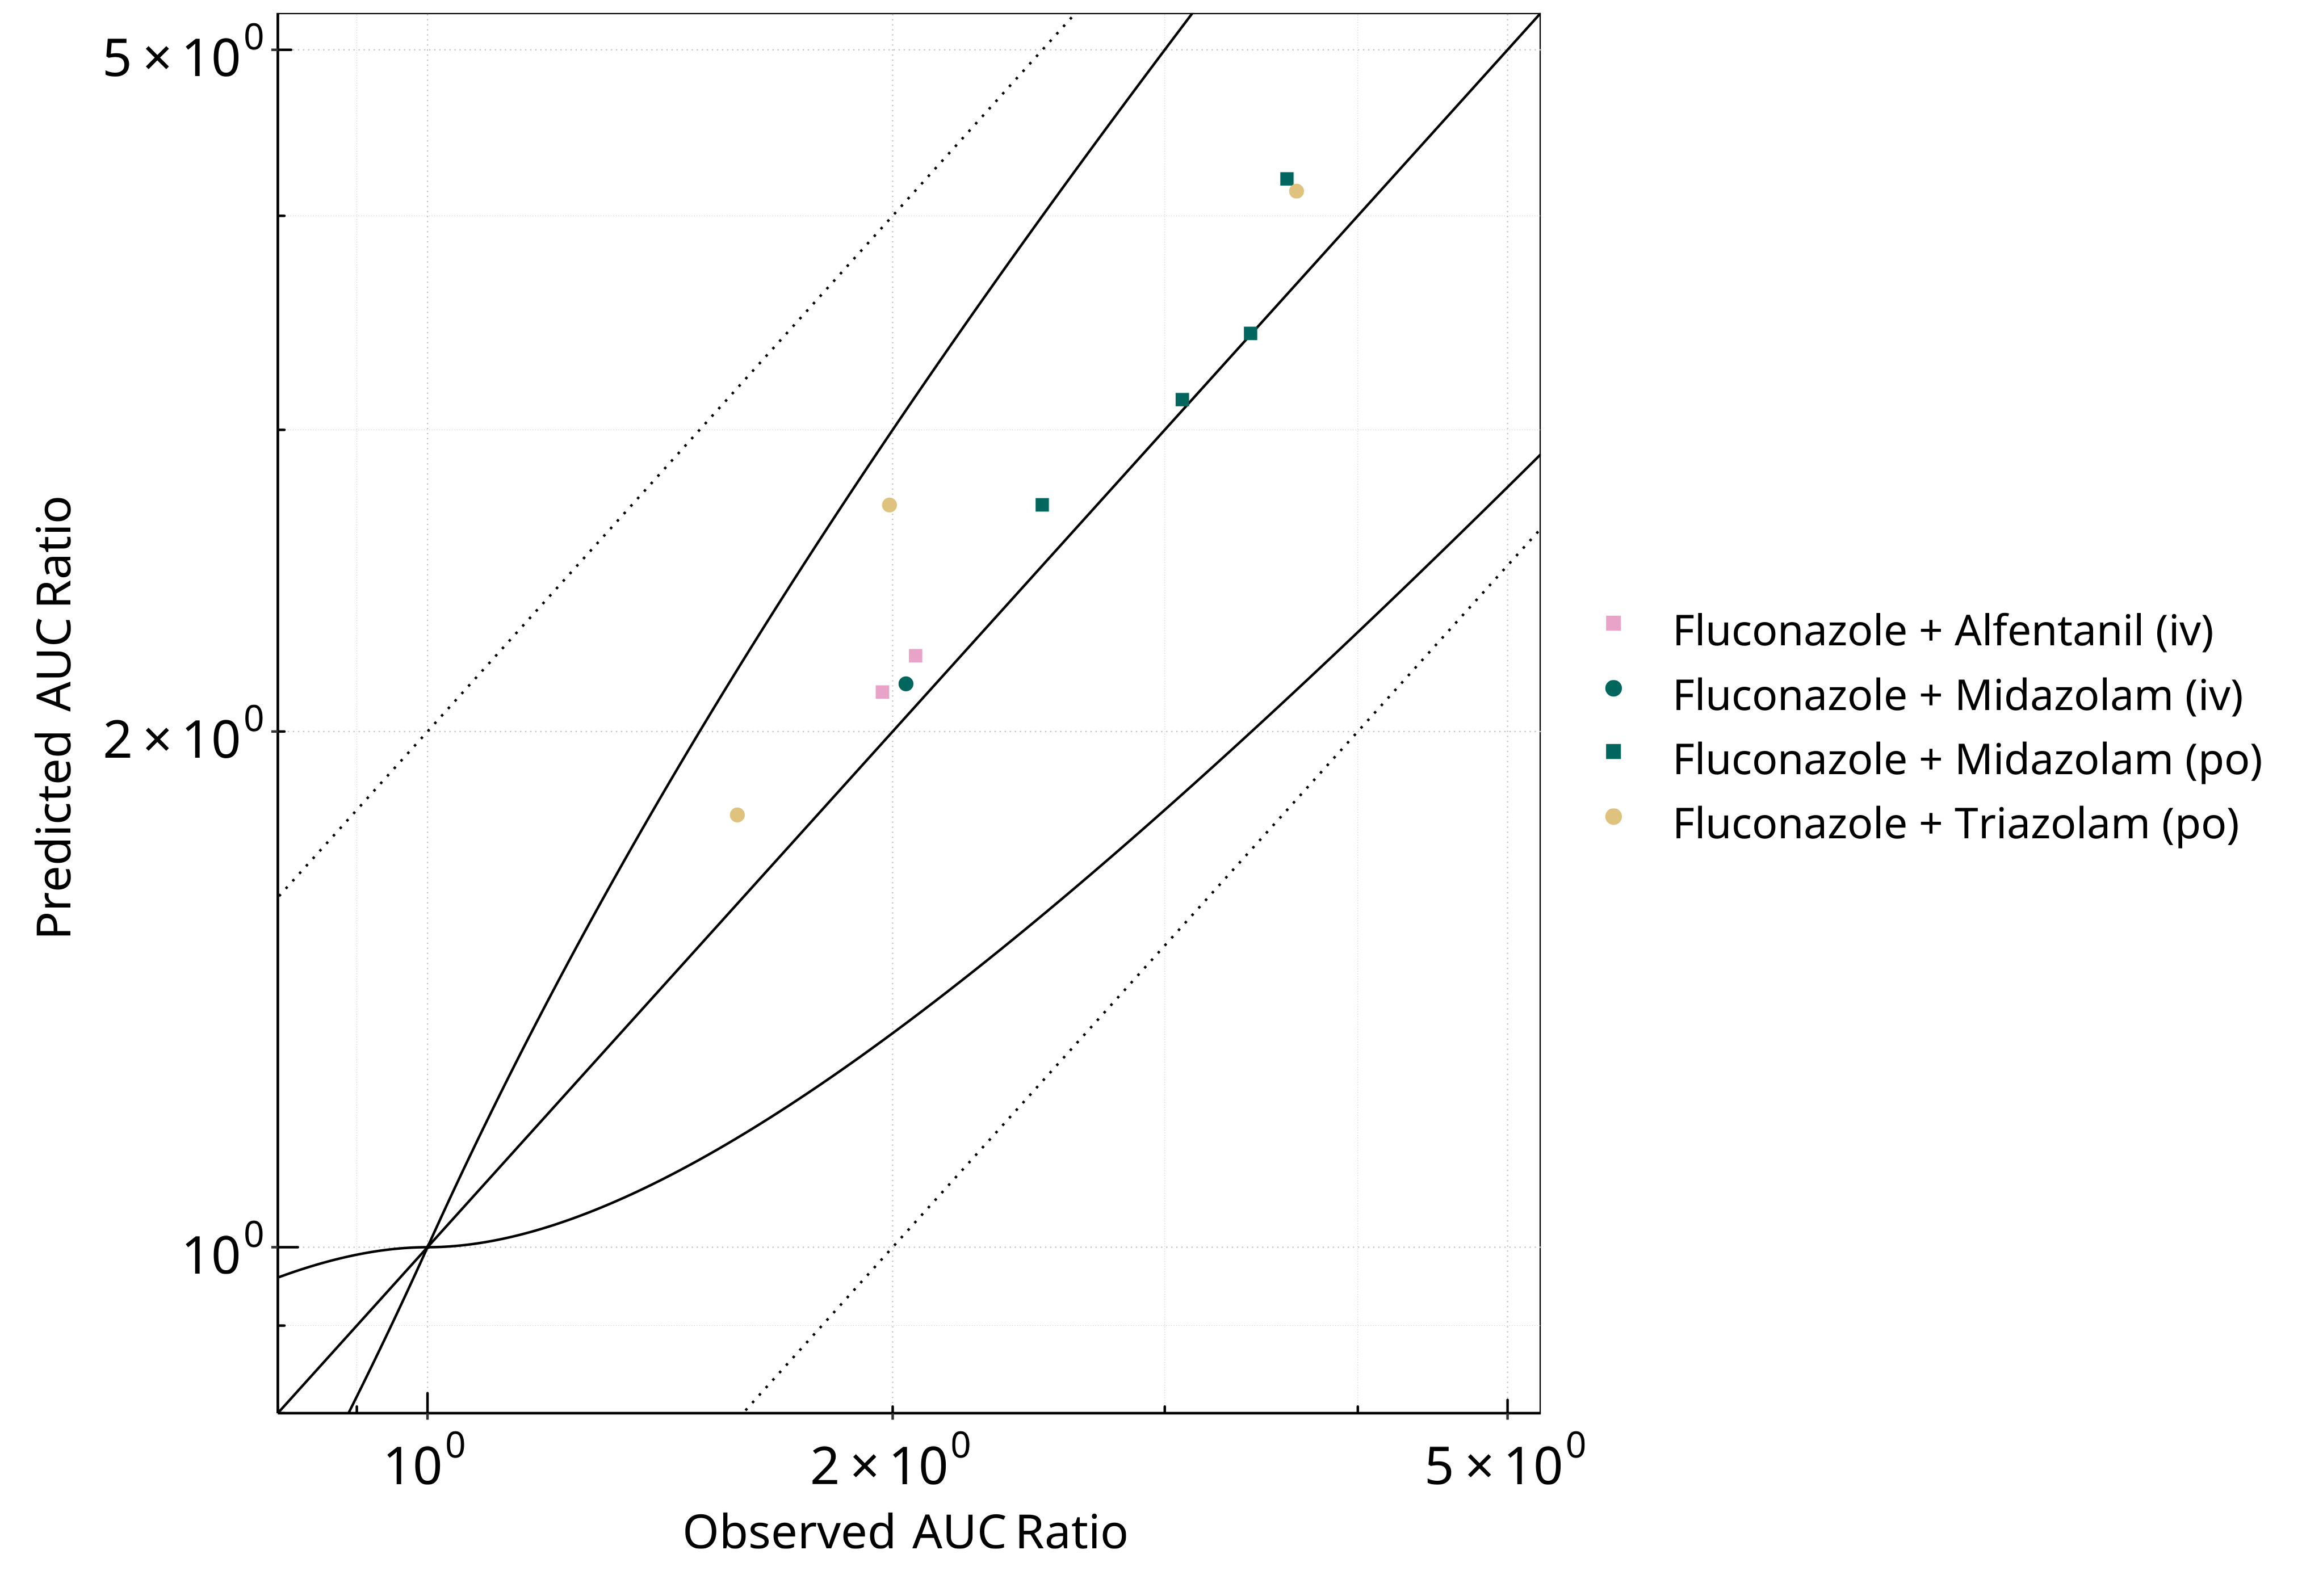 5 × 10⁰
2 × 10⁰
10⁰
Predicted AUC Ratio
10⁰
2 × 10⁰
5 × 10⁰
Observed AUC Ratio
Fluconazole + Alfentanil (iv)
Fluconazole + Midazolam (iv)
Fluconazole + Midazolam (po)
Fluconazole + Triazolam (po)